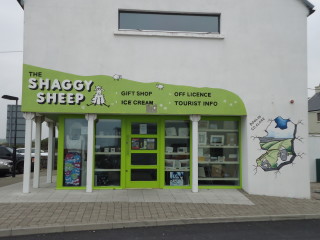 THE
SHAGGY
SHEEP
GIFT SHOP
OFF LICENCE
ICE CREAM
TOURIST INFO